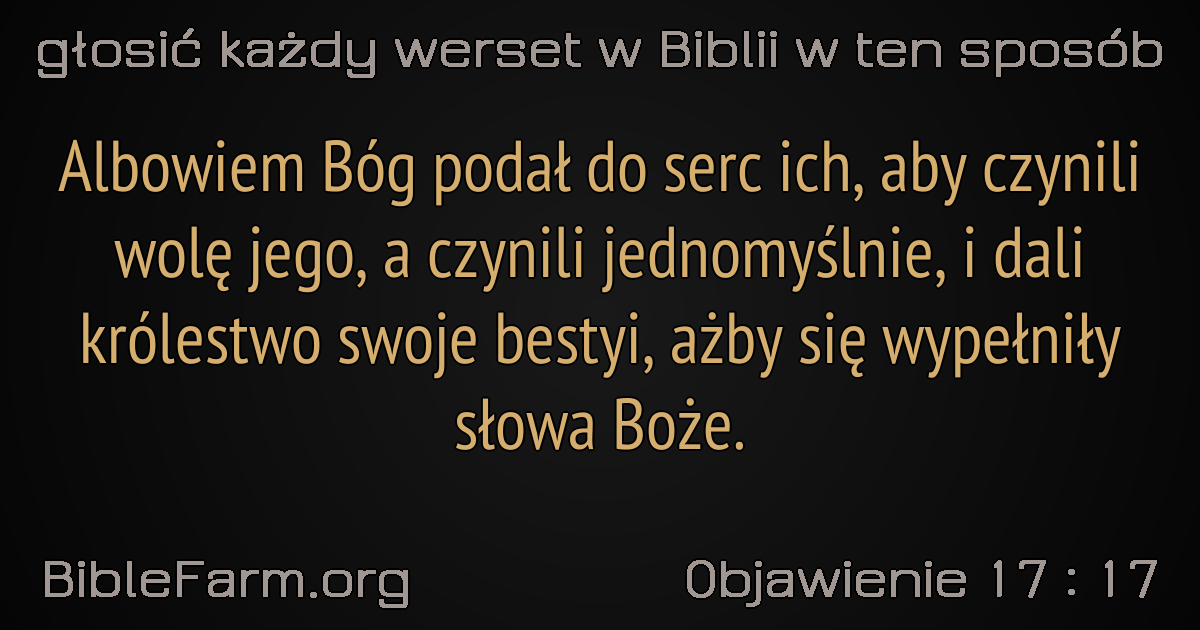 głosić każdy werset w Biblii w ten sposób
Albowiem Bóg podał do serc ich, aby czynili
wolę jego, a czynili jednomyślnie, i dali
królestwo swoje bestyi, ażby się wypełniły
słowa Boże.
BibleFarm.org
Objawienie 17 : 17